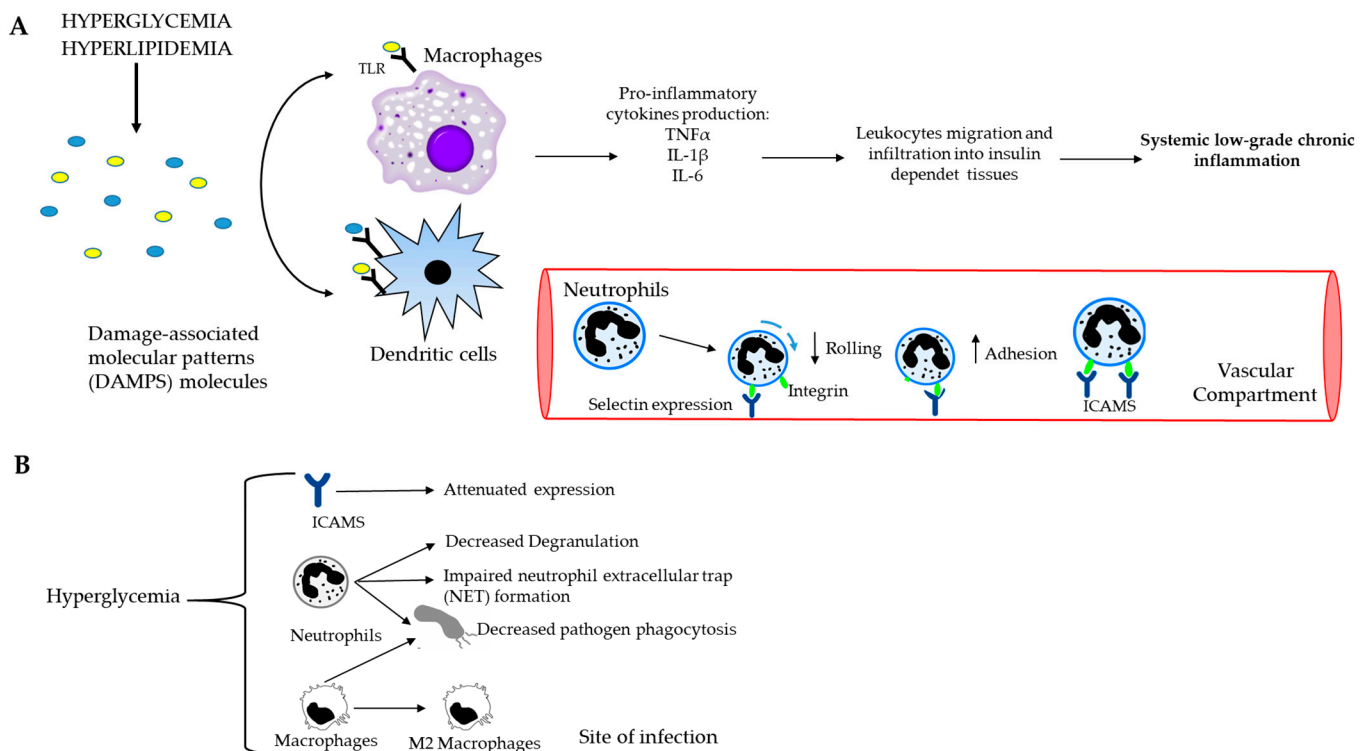 A
HYPERGLYCEMIA
HYPERLIPIDEMIA
Damage-associated
molecular patterns
(DAMPS) molecules
TLR
Macrophages
Dendritic cells
Pro-inflammatory
cytokines production:
TNFα
IL-1β
IL-6
Leukocytes migration and
infiltration into insulin
dependet tissues
Systemic low-grade chronic
inflammation
Neutrophils
Selectin expression
Integrin
Rolling
Adhesion
ICAMS
Vascular
Compartment
B
Hyperglycemia
ICAMS
Attenuated expression
Neutrophils
Decreased Degranulation
Impaired neutrophil extracellular trap
(NET) formation
Decreased pathogen phagocytosis
Macrophages
M2 Macrophages
Site of infection